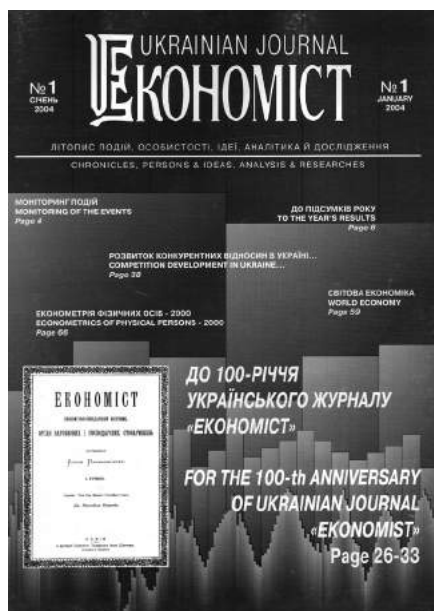 UKRAINIAN JOURNAL
ЕКОНОМІСТ
№1
СІЧЕНЬ
2004
№1
JANUARY
2004
ЛІТОПИС ПОДІЙ, ОСОБИСТОСТІ, ІДЕЇ, АНАЛІТИКА Й ДОСЛІДЖЕННЯ
CHRONICLES, PERSONS & IDEAS, ANALYSIS & RESEARCHES
МОНІТОРИНГ ПОДІЙ
MONITORING OF THE EVENTS
Page 4
ДО ПІДСУМКІВ РОКУ
TO THE YEAR'S RESULTS
Page 6
РОЗВИТОК КОНКУРЕНТНИХ ВІДНОСИН В УКРАЇНІ...
COMPETITION DEVELOPMENT IN UKRAINE...
Page 38
СВІТОВА ЕКОНОМІКА
WORLD ECONOMY
Page 59
ЕКОНОМЕТРІЯ ФІЗИЧНИХ ОСІБ - 2000
ECONOMETRICS OF PHYSICAL PERSONS - 2000
Page 66
ЕКОНОМІСТ
ДО 100-РІЧЧЯ
УКРАЇНСЬКОГО ЖУРНАЛУ
«ЕКОНОМІСТ»
FOR THE 100-th ANNIVERSARY
OF UKRAINIAN JOURNAL
«EKONOMIST»
Page 26-33